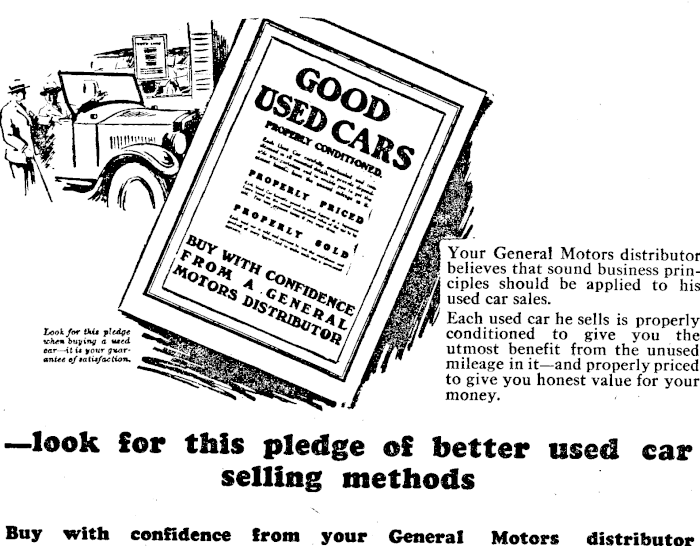 GOOD
USED CARS
PROPERLY CONDITIONED.
PROPERLY PRICED
PROPERLY SOLD
BUY WITH CONFIDENCE
FROM A GENERAL
MOTORS DISTRIBUTOR
Look for this pledge
when buying a used
car—it is your guar-
antee of satisfaction.
Your General Motors distributor
believes that sound business prin-
ciples should be applied to his
used car sales.
Each used car he sells is properly
conditioned to give you the
utmost benefit from the unused
mileage in it—and properly priced
to give you honest value for your
money.
—look for this pledge of better used car
selling methods
Buy with confidence from your General Motors distributor